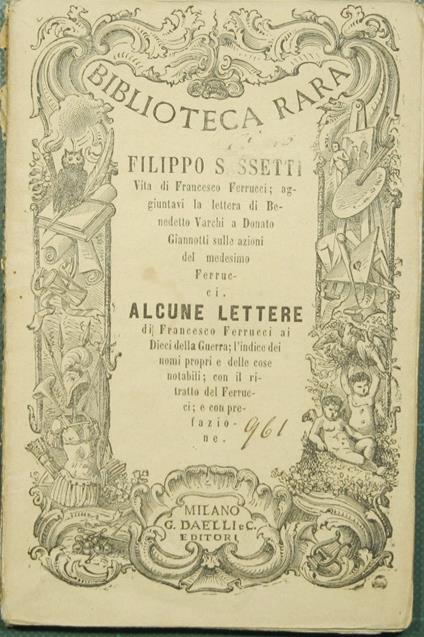 BIBLIOTECA RARA
FILIPPO S SSETTI
Vita di Francesco Ferrucci; ag-
giuntavi la lettera di Be-
nedetto Varchi a Donato
Giannotti sulle azioni
del medesimo
Ferruc-
ci.
ALCUNE LETTERE
di Francesco Ferrucci ai
Dieci della Guerra; l'indice dei
nomi propri e delle cose
notabili; con il ri-
tratto del Ferruc-
ci; e con pre-
fazio-
ne.
961
MILANO
G. DAELLI e C.
EDITORI